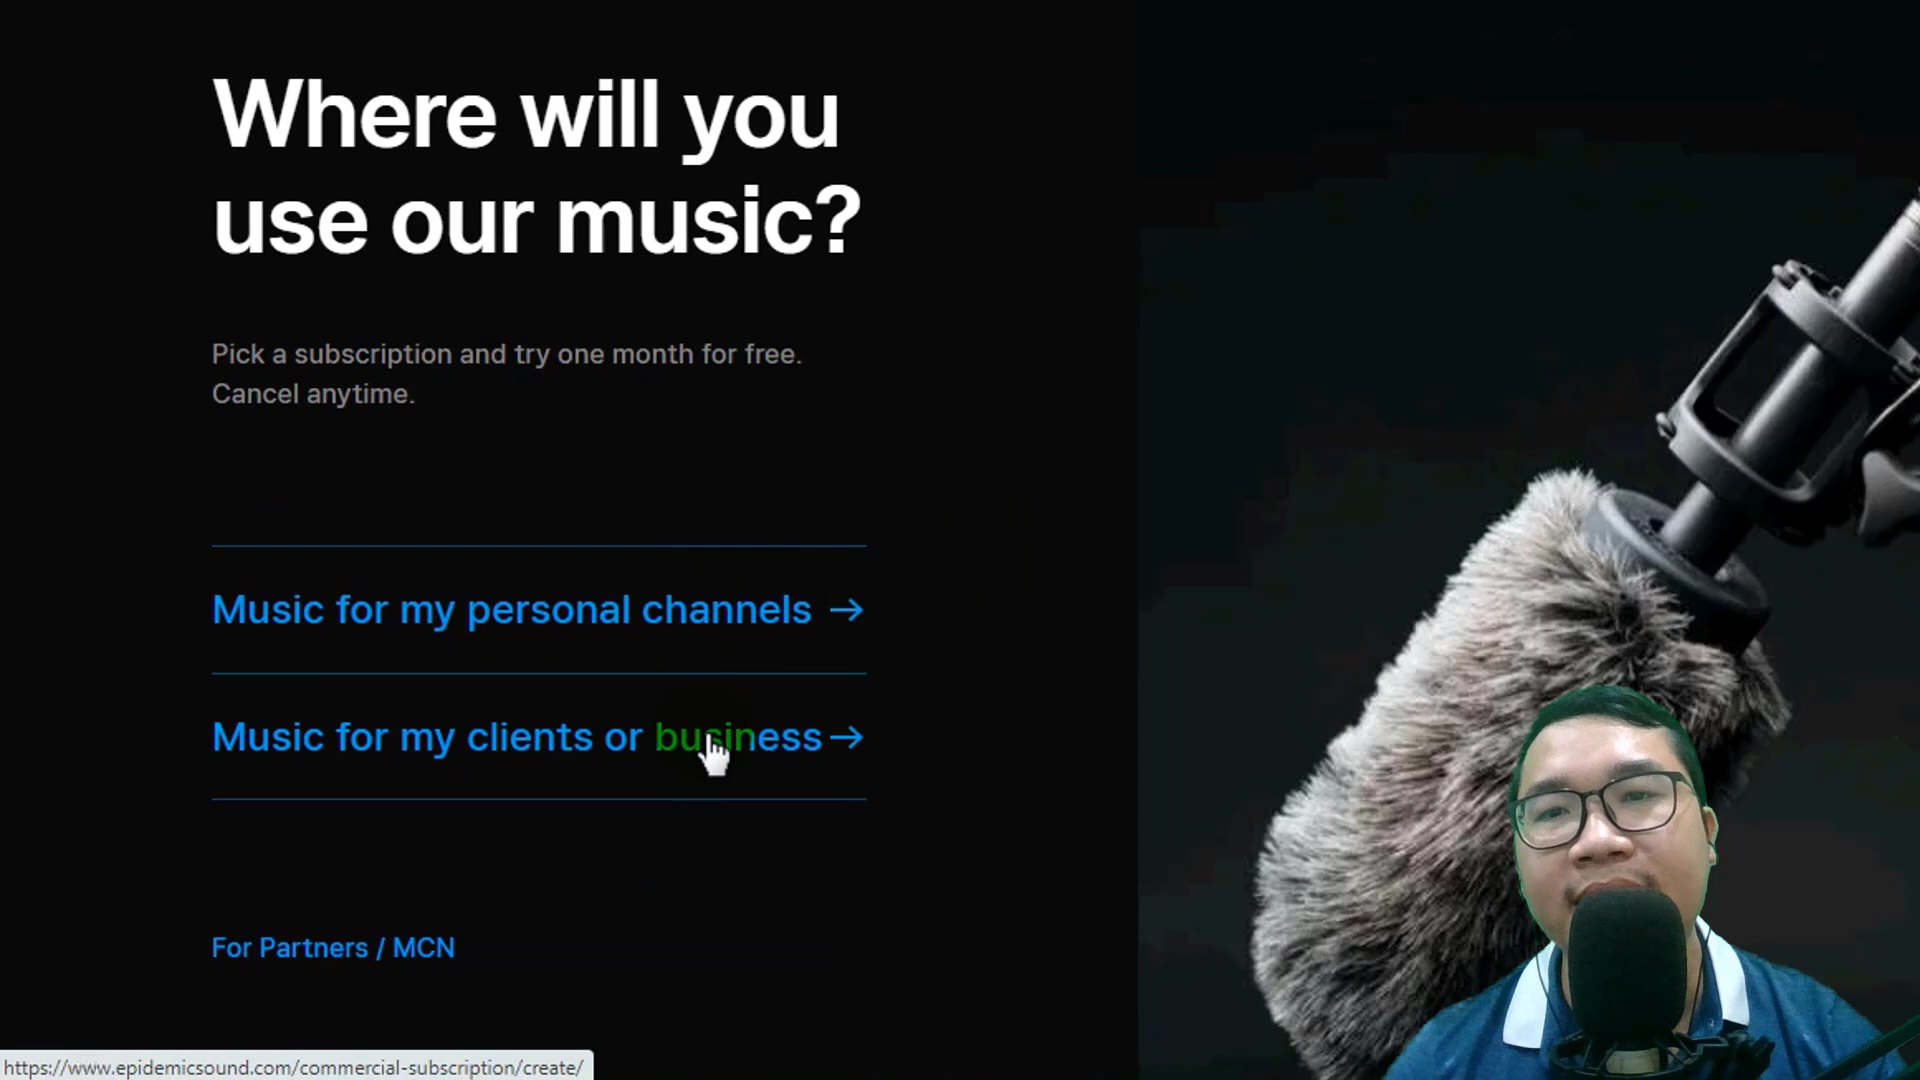 Where will you
use our music?
Pick a subscription and try one month for free.
Cancel anytime.
Music for my personal channels →
Music for my clients or business →
For Partners / MCN
https://www.epidemicsound.com/commercial-subscription/create/